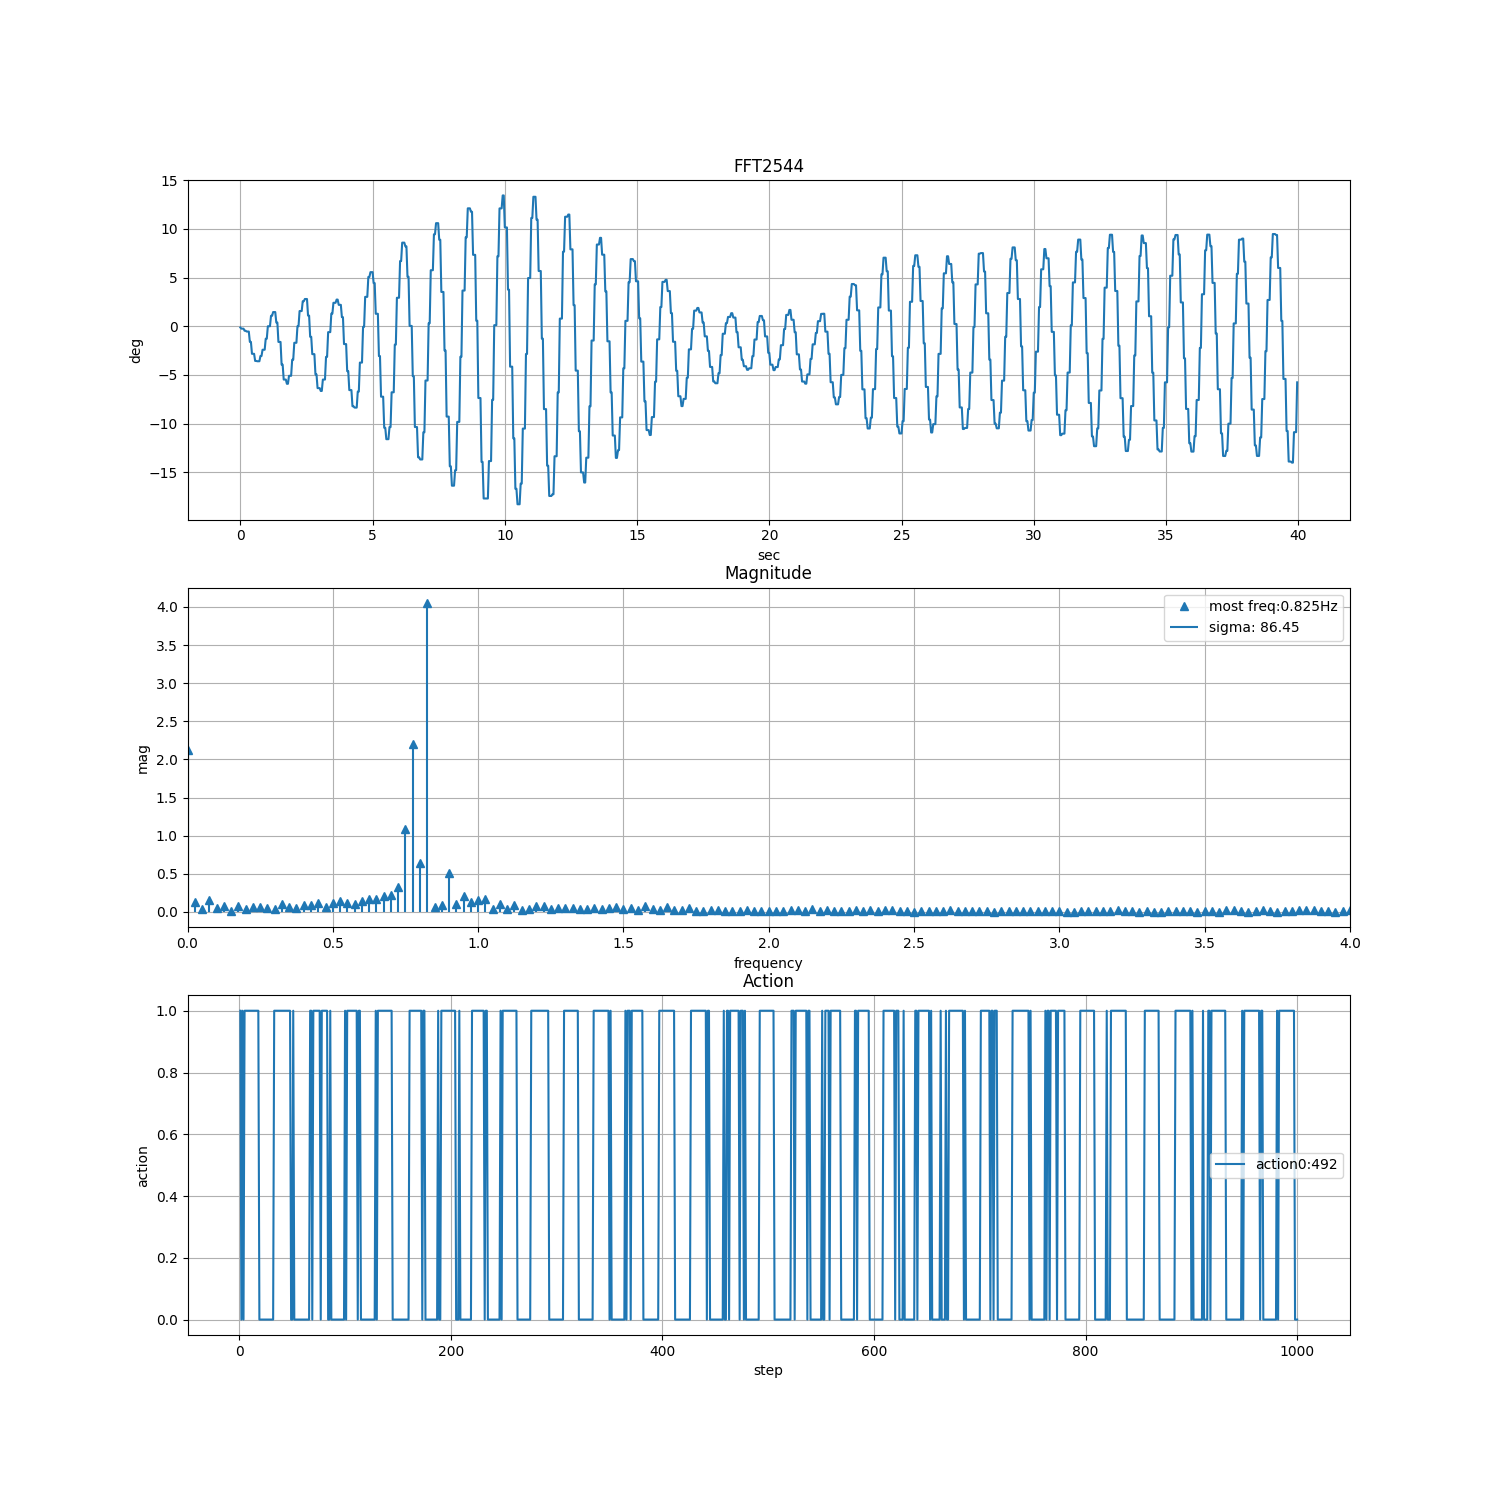 FFT2544
15
10
5
0
−5
−10
−15
deg
0 5 10 15 20 25 30 35 40
sec
Magnitude
4.0
3.5
3.0
2.5
2.0
1.5
1.0
0.5
0.0
mag
most freq:0.825Hz
sigma: 86.45
0.0 0.5 1.0 1.5 2.0 2.5 3.0 3.5 4.0
frequency
Action
1.0
0.8
0.6
0.4
0.2
0.0
action
action0:492
0 200 400 600 800 1000
step